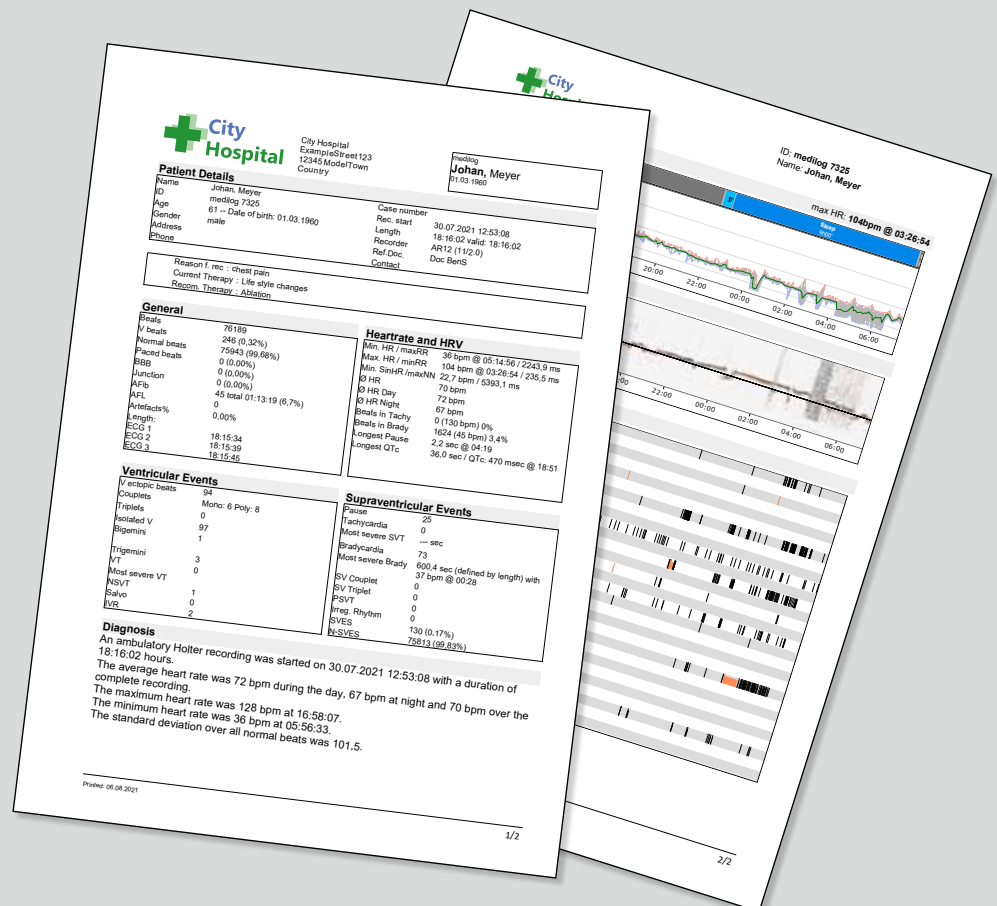 City
Hospital
City Hospital
ExampleStreet123
12345 ModelTown
Country
medilog
Johan, Meyer
01.03.1960
Patient Details
Name Johan, Meyer
ID medilog 7325
Age 61 -- Date of birth: 01.03.1960
Gender male
Address
Phone
Case number
Rec. start 30.07.2021 12:53:08
Length 18:16:02 valid: 18:16:02
Recorder AR12 (11/2.0)
Ref-Doc. Doc BenS
Contact
Reason f. rec : chest pain
Current Therapy : Life style changes
Recom. Therapy : Ablation
General
Beats 76189
V beats 246 (0,32%)
Normal beats 75943 (99,68%)
Paced beats 0 (0,00%)
BBB 0 (0,00%)
Junction 0 (0,00%)
AFib 45 total 01:13:19 (6,7%)
AFL 0
Artefacts% 0,00%
Length:
ECG 1 18:15:34
ECG 2 18:15:39
ECG 3 18:15:45
Heartrate and HRV
Min. HR / maxRR 36 bpm @ 05:14:56 / 2243,9 ms
Max. HR / minRR 104 bpm @ 03:26:54 / 235,5 ms
Min. SinHR /maxNN 22,7 bpm / 5393,1 ms
Ø HR 70 bpm
Ø HR Day 72 bpm
Ø HR Night 67 bpm
Beats in Tachy 0 (130 bpm) 0%
Beats in Brady 1624 (45 bpm) 3,4%
Longest Pause 2,2 sec @ 04:19
Longest QTc 36,0 sec / QTc: 470 msec @ 18:51
Ventricular Events
V ectopic beats 94
Couplets Mono: 6 Poly: 8
Triplets 0
Isolated V 97
Bigemini 1
Trigemini 3
VT 0
Most severe VT
NSVT 1
Salvo 0
IVR 2
Supraventricular Events
Pause 25
Tachycardia 0
Most severe SVT --- sec
Bradycardia 73
Most severe Brady 600,4 sec (defined by length) with
37 bpm @ 00:28
SV Couplet 0
SV Triplet 0
PSVT 0
Irreg. Rhythm 0
SVES 130 (0,17%)
N-SVES 75813 (99,83%)
Diagnosis
An ambulatory Holter recording was started on 30.07.2021 12:53:08 with a duration of
18:16:02 hours.
The average heart rate was 72 bpm during the day, 67 bpm at night and 70 bpm over the
complete recording.
The maximum heart rate was 128 bpm at 16:58:07.
The minimum heart rate was 36 bpm at 05:56:33.
The standard deviation over all normal beats was 101,5.
Printed: 06.08.2021
1/2
City
ID: medilog 7325
Name: Johan, Meyer
max HR: 104bpm @ 03:26:54
Sleep
20:00 22:00 00:00 02:00 04:00 06:00
22:00 00:00 02:00 04:00 06:00
2/2